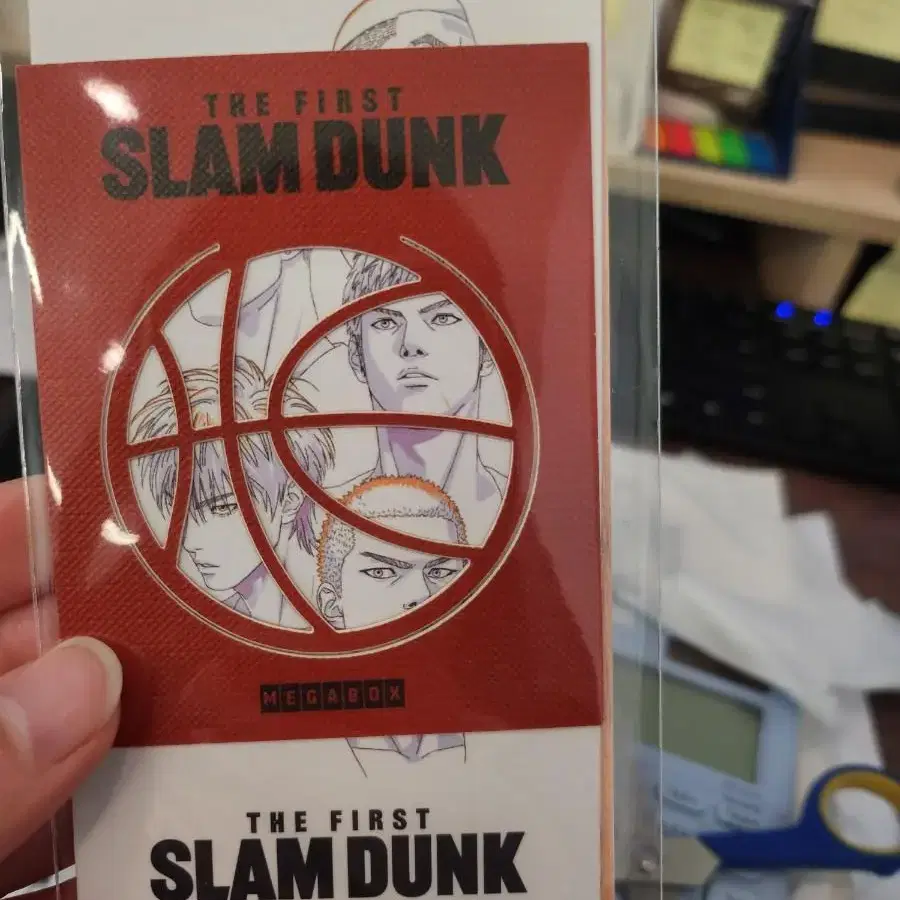 THE FIRST
SLAM DUNK
MEGABOX
THE FIRST
SLAM DUNK